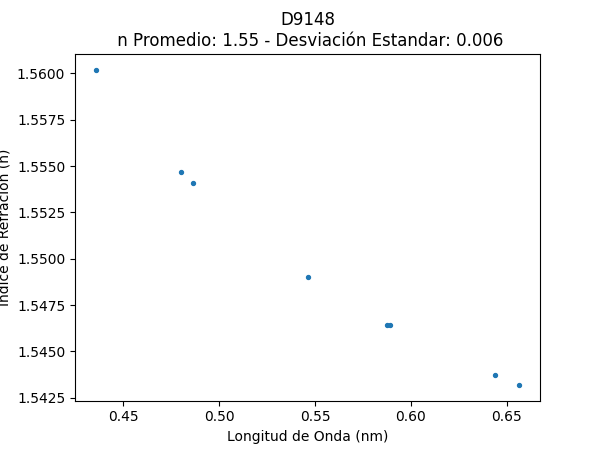 D9148
n Promedio: 1.55 - Desviación Estandar: 0.006
1.5600
1.5575
1.5550
1.5525
1.5500
1.5475
1.5450
1.5425
Índice de Refracción (n)
0.45 0.50 0.55 0.60 0.65
Longitud de Onda (nm)